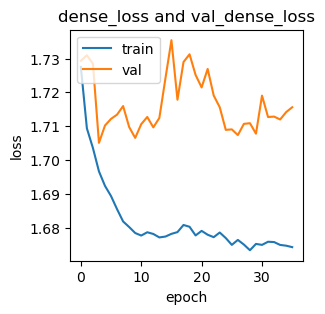 dense_loss and val_dense_loss
train
val
loss
1.73
1.72
1.71
1.70
1.69
1.68
0
10
20
30
epoch